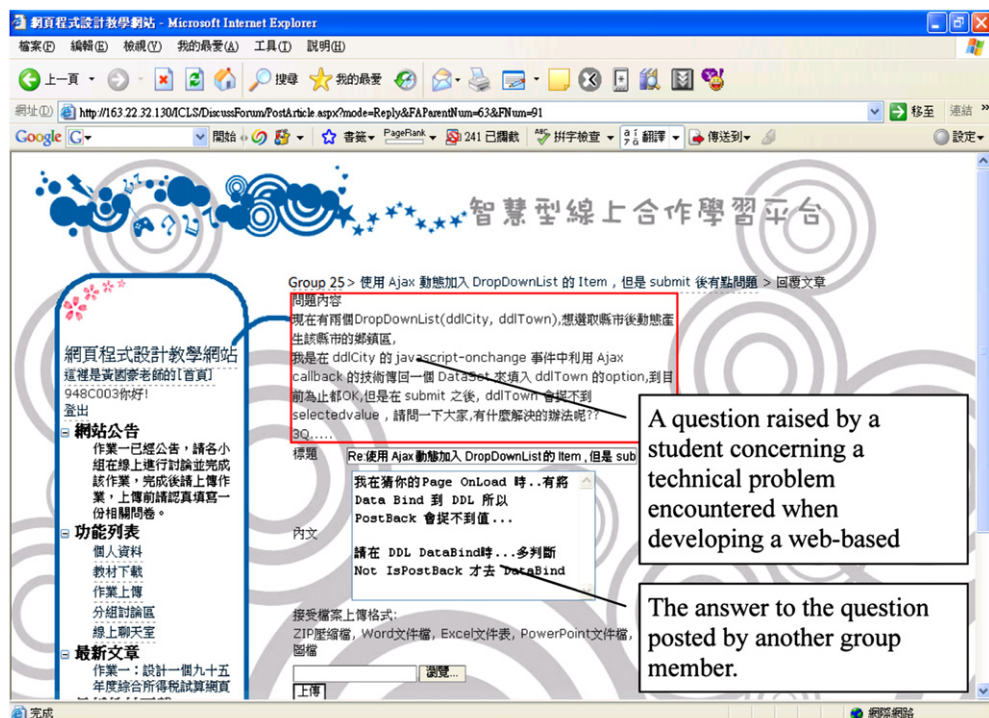 網頁程式設計教學網站 - Microsoft Internet Explorer
檔案(F) 編輯(E) 檢視(V) 我的最愛(A) 工具(T) 說明(H)
上一頁 搜尋 我的最愛
網址(D) http://163.22.32.130/ICLS/DiscussForum/PostArticle.aspx?mode=Reply&FAParentNum=63&FNum=91 移至 連結 »
Google G 開始 書籤 PageRank 241 已攔截 拼字檢查 翻譯 傳送到 設定
智慧型線上合作學習平台
Group 25 > 使用 Ajax 動態加入 DropDownList 的 Item , 但是 submit 後有點問題 > 回覆文章
問題內容
現在有兩個DropDownList(ddlCity, ddlTown),想選取縣市後動態產
生該縣市的鄉鎮區,
我是在 ddlCity 的 javascript-onchange 事件中利用 Ajax
callback 的技術傳回一個 DataSet 來填入 ddlTown 的option,到目
前為止都OK,但是在 submit 之後, ddlTown 會捉不到
selectedvalue , 請問一下大家,有什麼解決的辦法呢??
3Q.....
標題 Re:使用 Ajax 動態加入 DropDownList 的 Item , 但是 sub
內文
我在猜你的Page OnLoad 時..有將
Data Bind 到 DDL 所以
PostBack 會捉不到值...
請在 DDL DataBind時...多判斷
Not IsPostBack 才去 DataBind
接受檔案上傳格式:
ZIP壓縮檔, Word文件檔, Excel文件表, PowerPoint文件檔,
圖檔
瀏覽...
上傳
網頁程式設計教學網站
這裡是黃國豪老師的[首頁]
948C003你好!
登出
網站公告
作業一已經公告，請各小
組在線上進行討論並完成
該作業，完成後請上傳作
業，上傳前請認真填寫一
份相關問卷。
功能列表
個人資料
教材下載
作業上傳
分組討論區
線上聊天室
最新文章
作業一：設計一個九十五
年度綜合所得稅試算網頁
A question raised by a
student concerning a
technical problem
encountered when
developing a web-based
The answer to the question
posted by another group
member.
完成 網際網路